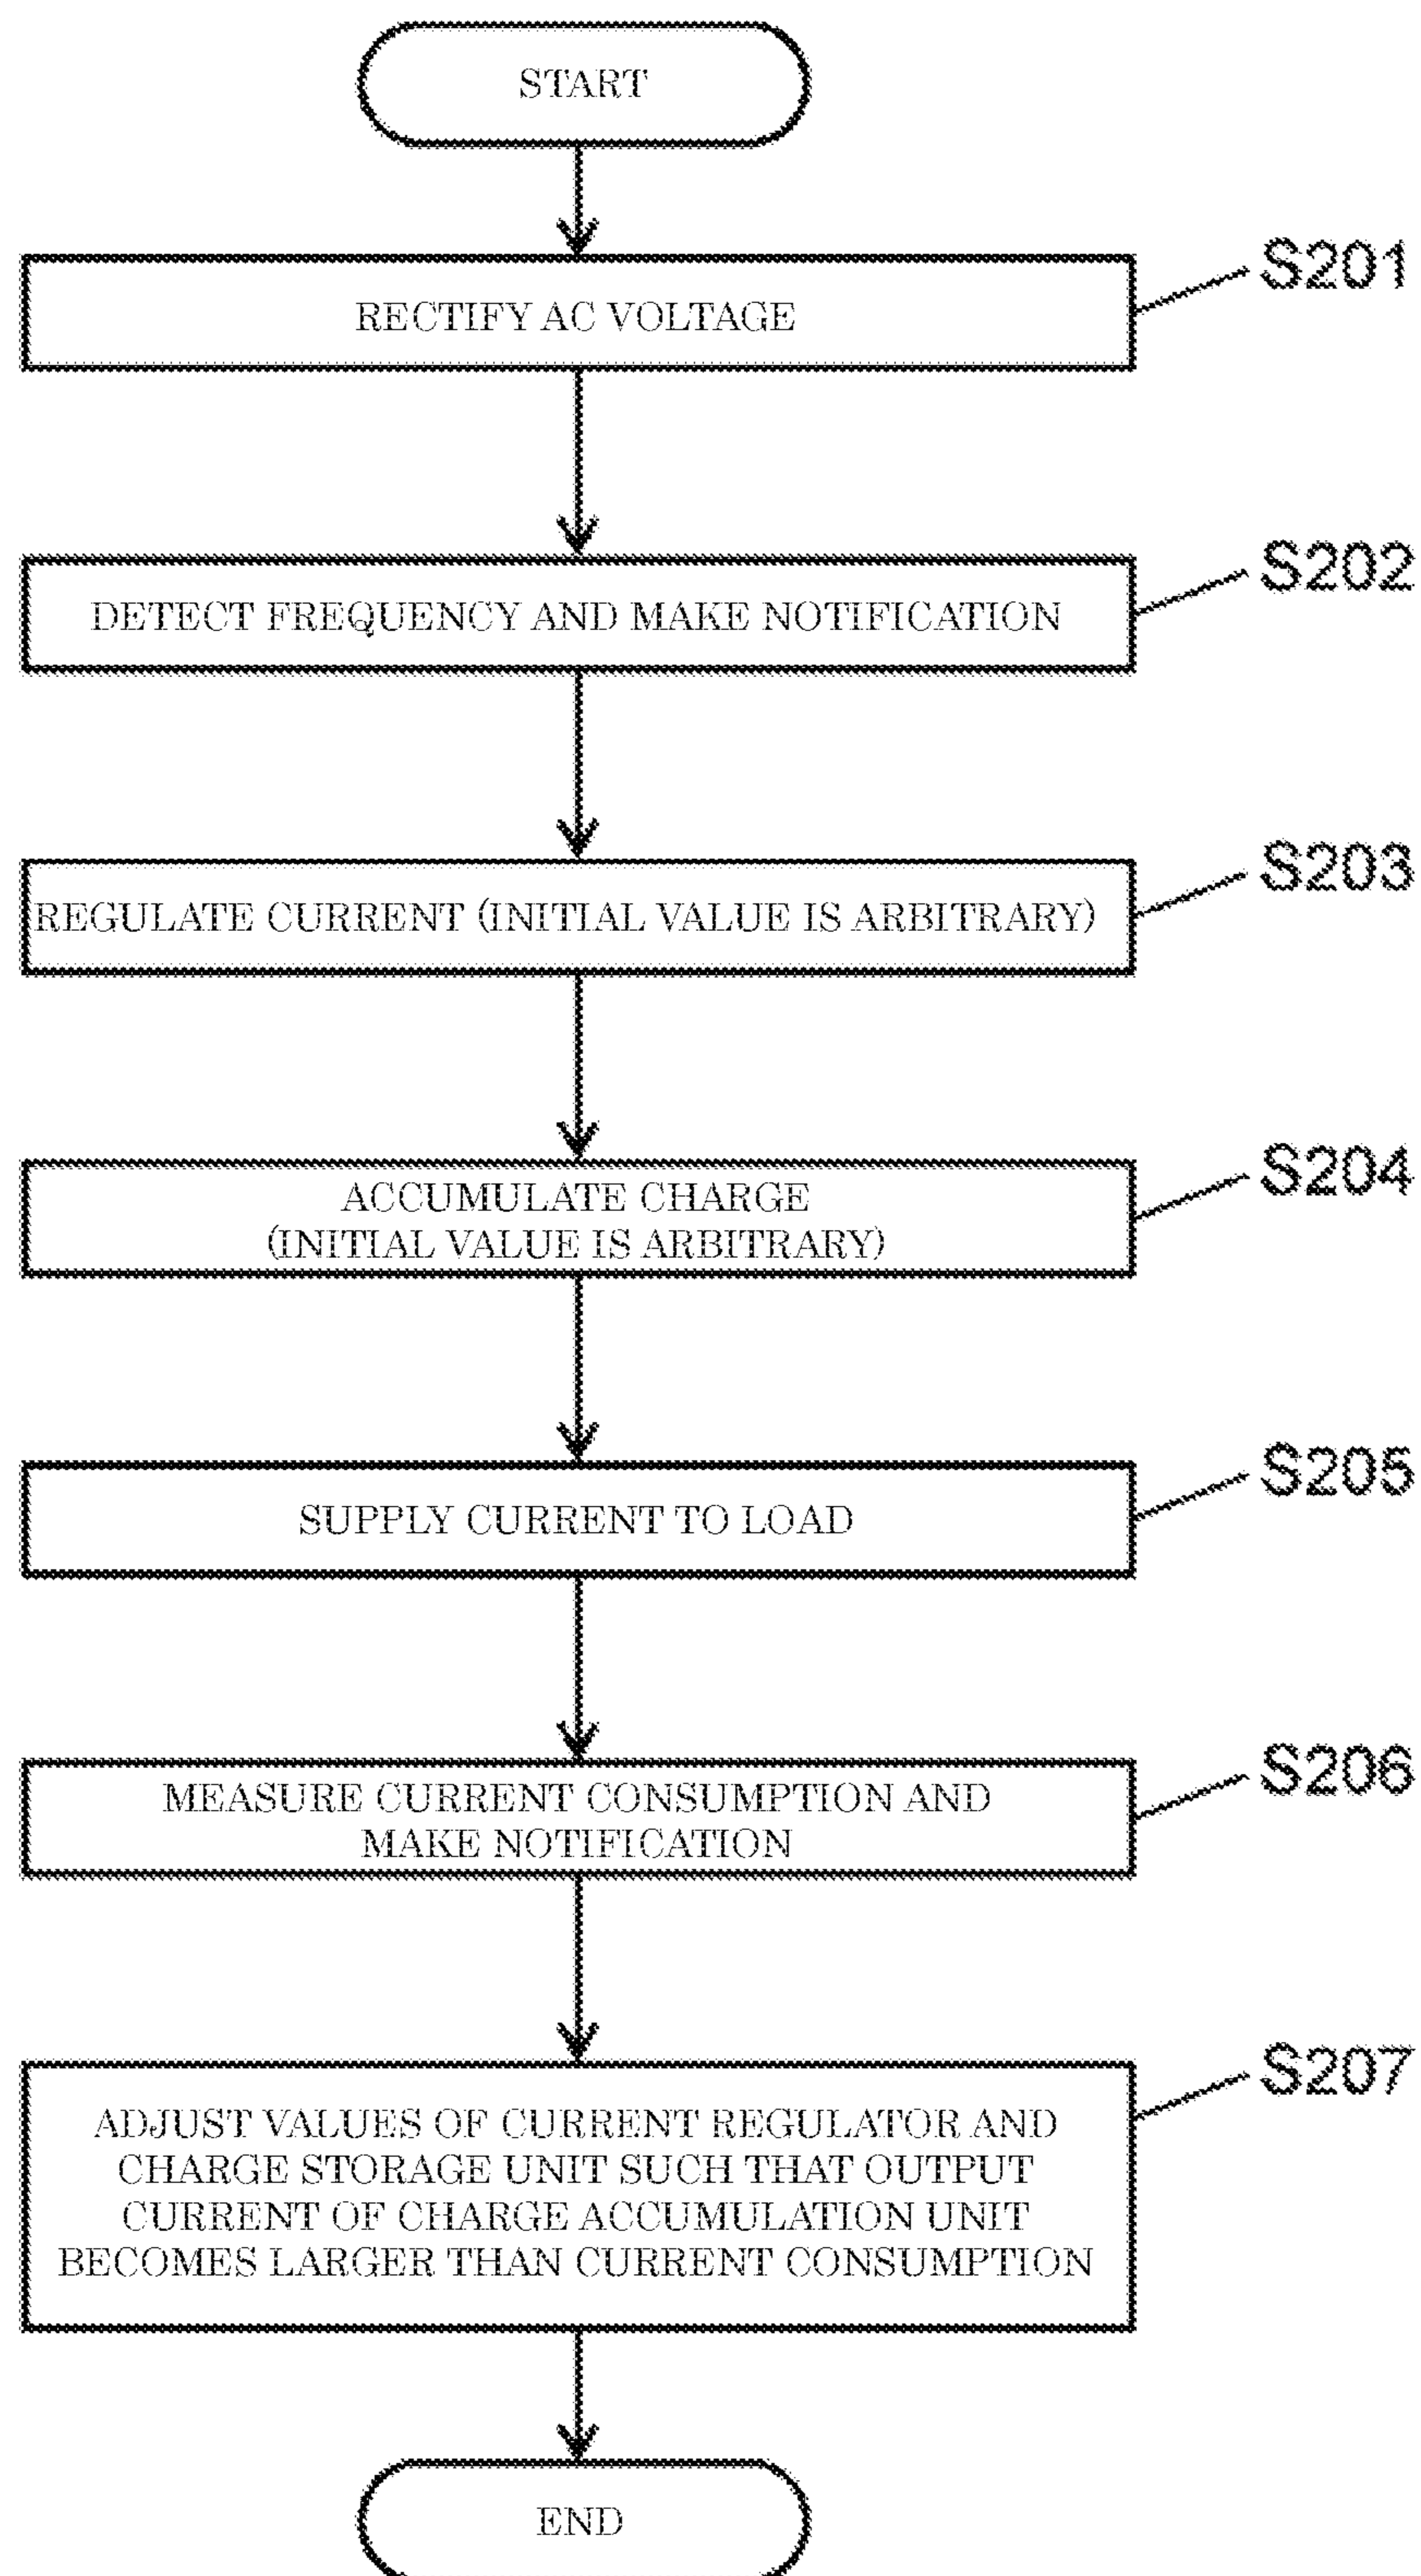 START
S201
RECTIFY AC VOLTAGE
S202
DETECT FREQUENCY AND MAKE NOTIFICATION
S203
REGULATE CURRENT (INITIAL VALUE IS ARBITRARY)
S204
ACCUMULATE CHARGE
(INITIAL VALUE IS ARBITRARY)
S205
SUPPLY CURRENT TO LOAD
S206
MEASURE CURRENT CONSUMPTION AND
MAKE NOTIFICATION
S207
ADJUST VALUES OF CURRENT REGULATOR AND
CHARGE STORAGE UNIT SUCH THAT OUTPUT
CURRENT OF CHARGE ACCUMULATION UNIT
BECOMES LARGER THAN CURRENT CONSUMPTION
END